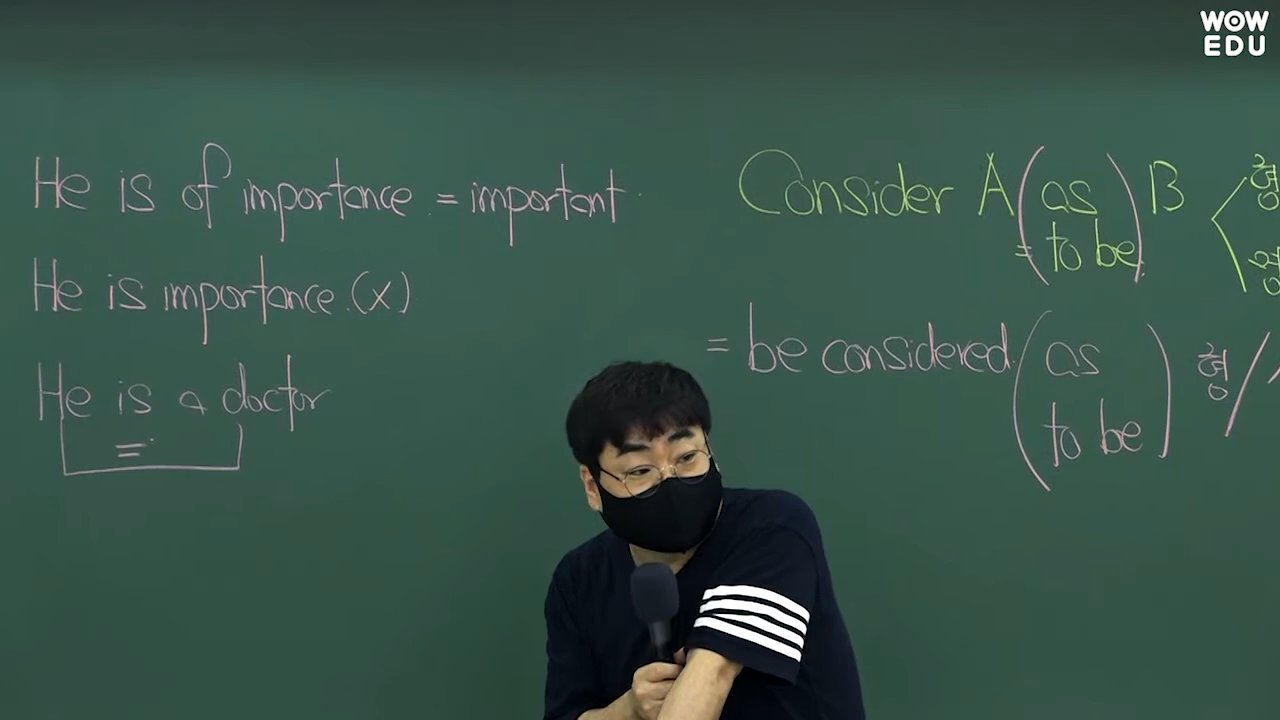 WOW
EDU
He is of importance = important
He is importance. (x)
He is a doctor
=
Consider A (as) B
= to be
형
= be considered (as) 형 /
to be